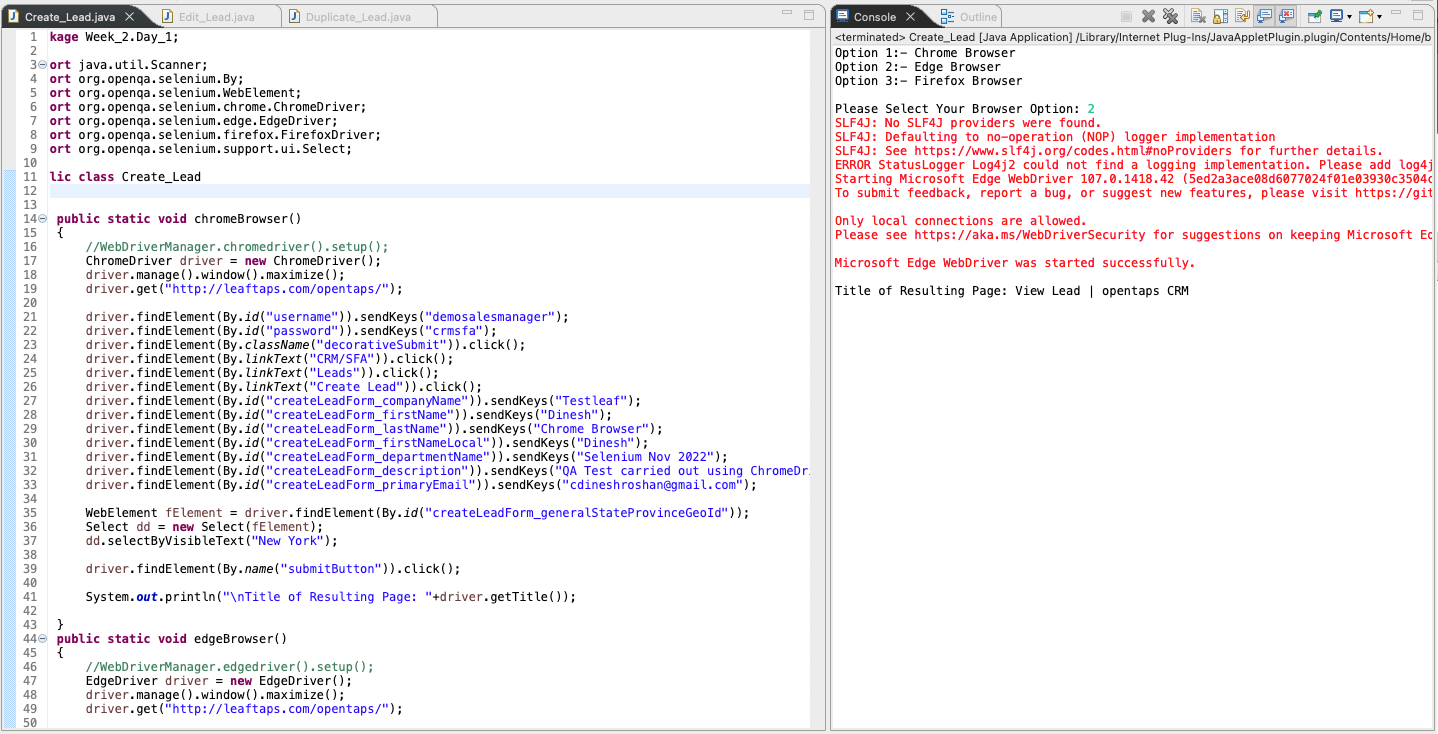 Create_Lead.java
Edit_Lead.java
Duplicate_Lead.java
1 kage Week_2.Day_1;
2
3 ort java.util.Scanner;
4 ort org.openqa.selenium.By;
5 ort org.openqa.selenium.WebElement;
6 ort org.openqa.selenium.chrome.ChromeDriver;
7 ort org.openqa.selenium.edge.EdgeDriver;
8 ort org.openqa.selenium.firefox.FirefoxDriver;
9 ort org.openqa.selenium.support.ui.Select;
10
11 lic class Create_Lead
12
13
14 public static void chromeBrowser()
15 {
16 //WebDriverManager.chromedriver().setup();
17 ChromeDriver driver = new ChromeDriver();
18 driver.manage().window().maximize();
19 driver.get("http://leaftaps.com/opentaps/");
20
21 driver.findElement(By.id("username")).sendKeys("demosalesmanager");
22 driver.findElement(By.id("password")).sendKeys("crmsfa");
23 driver.findElement(By.className("decorativeSubmit")).click();
24 driver.findElement(By.linkText("CRM/SFA")).click();
25 driver.findElement(By.linkText("Leads")).click();
26 driver.findElement(By.linkText("Create Lead")).click();
27 driver.findElement(By.id("createLeadForm_companyName")).sendKeys("Testleaf");
28 driver.findElement(By.id("createLeadForm_firstName")).sendKeys("Dinesh");
29 driver.findElement(By.id("createLeadForm_lastName")).sendKeys("Chrome Browser");
30 driver.findElement(By.id("createLeadForm_firstNameLocal")).sendKeys("Dinesh");
31 driver.findElement(By.id("createLeadForm_departmentName")).sendKeys("Selenium Nov 2022");
32 driver.findElement(By.id("createLeadForm_description")).sendKeys("QA Test carried out using ChromeDri
33 driver.findElement(By.id("createLeadForm_primaryEmail")).sendKeys("cdineshroshan@gmail.com");
34
35 WebElement fElement = driver.findElement(By.id("createLeadForm_generalStateProvinceGeoId"));
36 Select dd = new Select(fElement);
37 dd.selectByVisibleText("New York");
38
39 driver.findElement(By.name("submitButton")).click();
40
41 System.out.println("\nTitle of Resulting Page: "+driver.getTitle());
42
43 }
44 public static void edgeBrowser()
45 {
46 //WebDriverManager.edgedriver().setup();
47 EdgeDriver driver = new EdgeDriver();
48 driver.manage().window().maximize();
49 driver.get("http://leaftaps.com/opentaps/");
50
Console
Outline
<terminated> Create_Lead [Java Application] /Library/Internet Plug-Ins/JavaAppletPlugin.plugin/Contents/Home/b
Option 1:- Chrome Browser
Option 2:- Edge Browser
Option 3:- Firefox Browser
Please Select Your Browser Option: 2
SLF4J: No SLF4J providers were found.
SLF4J: Defaulting to no-operation (NOP) logger implementation
SLF4J: See https://www.slf4j.org/codes.html#noProviders for further details.
ERROR StatusLogger Log4j2 could not find a logging implementation. Please add log4j
Starting Microsoft Edge WebDriver 107.0.1418.42 (5ed2a3ace08d6077024f01e03930c3504c
To submit feedback, report a bug, or suggest new features, please visit https://git
Only local connections are allowed.
Please see https://aka.ms/WebDriverSecurity for suggestions on keeping Microsoft Ed
Microsoft Edge WebDriver was started successfully.
Title of Resulting Page: View Lead | opentaps CRM